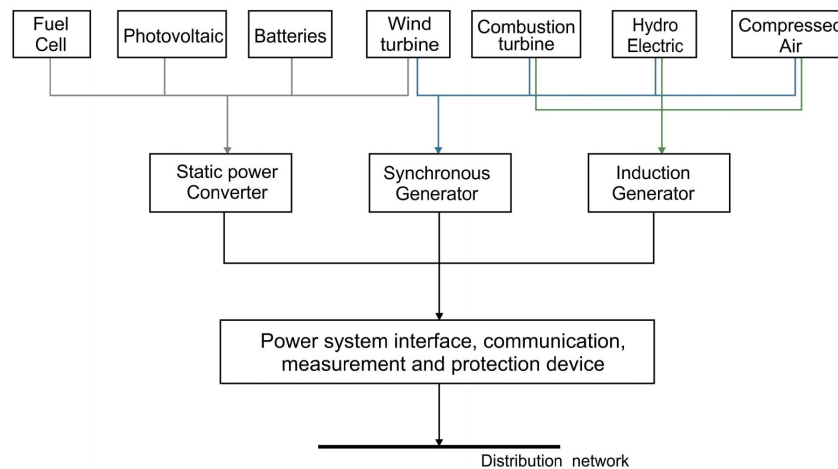 Fuel
Cell
Photovoltaic
Batteries
Wind
turbine
Combustion
turbine
Hydro
Electric
Compressed
Air
Static power
Converter
Synchronous
Generator
Induction
Generator
Power system interface, communication,
measurement and protection device
Distribution network